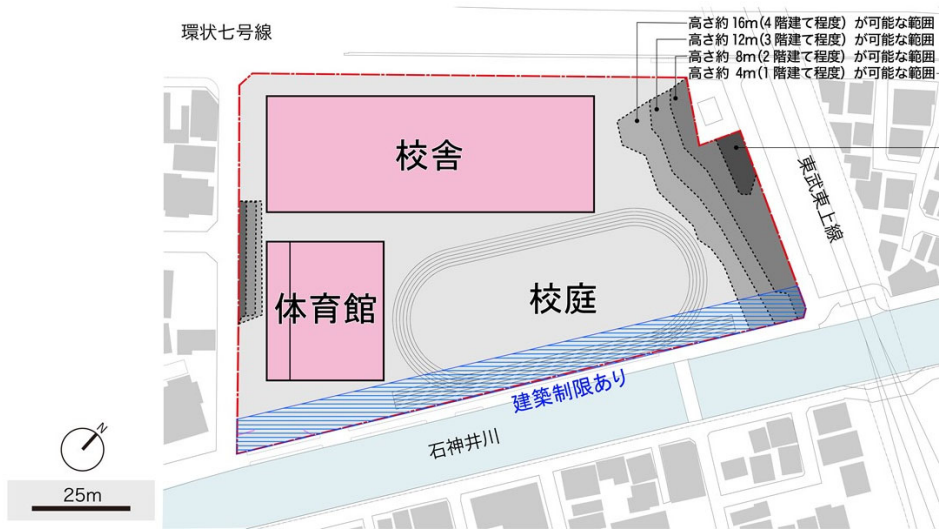 環状七号線
高さ約 16m(4 階建て程度) が可能な範囲
高さ約 12m(3 階建て程度) が可能な範囲
高さ約 8m(2 階建て程度) が可能な範囲
高さ約 4m(1 階建て程度) が可能な範囲
校舎
東武東上線
体育館
校庭
建築制限あり
石神井川
N
25m